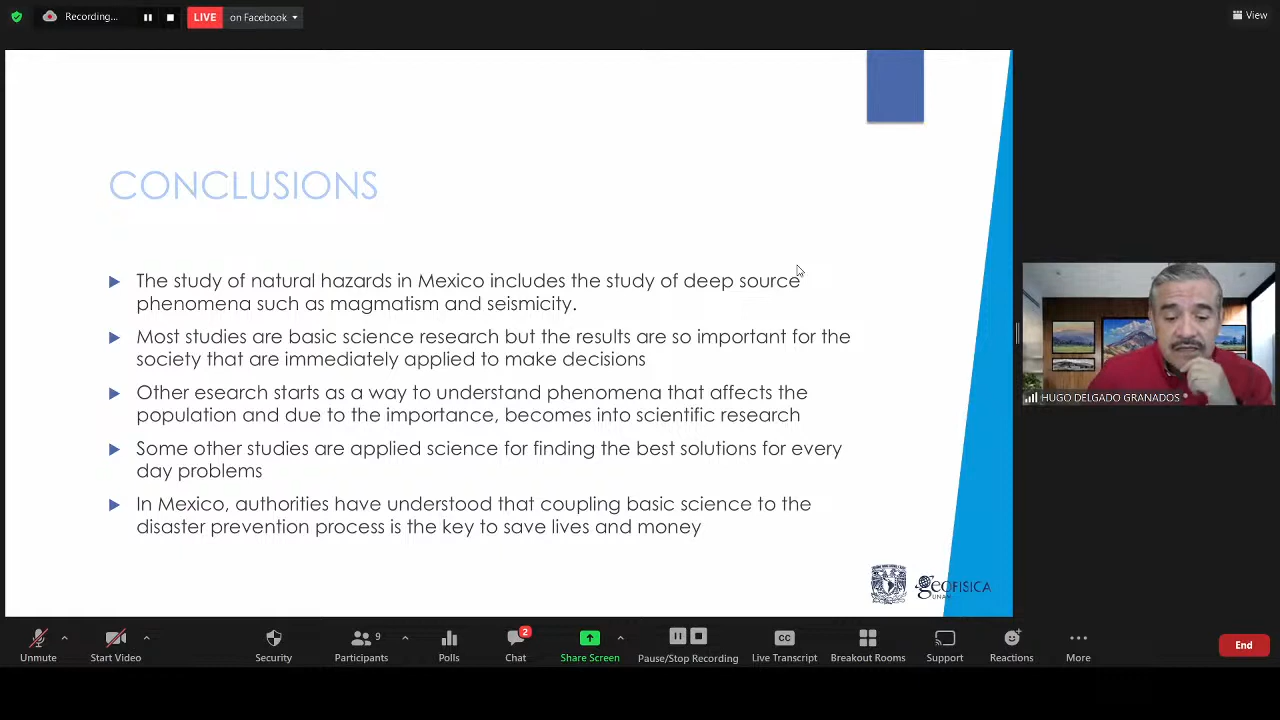 Recording...
LIVE
on Facebook
View
CONCLUSIONS
The study of natural hazards in Mexico includes the study of deep source
phenomena such as magmatism and seismicity.
Most studies are basic science research but the results are so important for the
society that are immediately applied to make decisions
Other esearch starts as a way to understand phenomena that affects the
population and due to the importance, becomes into scientific research
Some other studies are applied science for finding the best solutions for every
day problems
In Mexico, authorities have understood that coupling basic science to the
disaster prevention process is the key to save lives and money
HUGO DELGADO GRANADOS
GEOFISICA
UNAM
Unmute
Start Video
Security
Participants
9
Polls
Chat
2
Share Screen
Pause/Stop Recording
CC
Live Transcript
Breakout Rooms
Support
Reactions
More
End